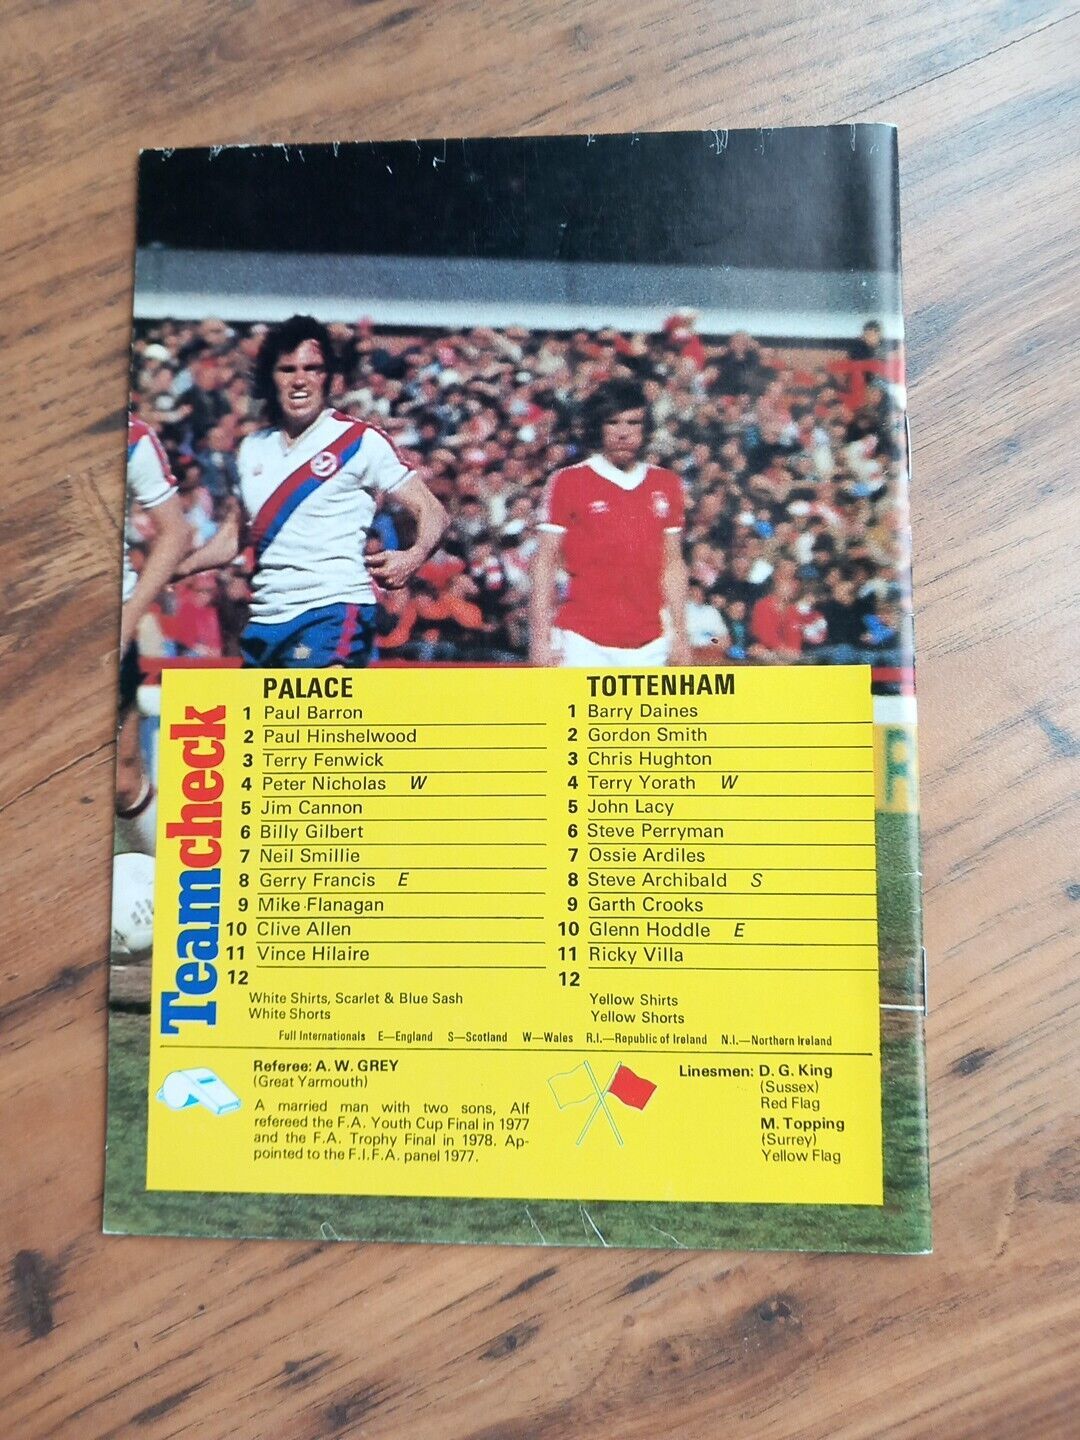 Teamcheck
PALACE
1 Paul Barron
2 Paul Hinshelwood
3 Terry Fenwick
4 Peter Nicholas W
5 Jim Cannon
6 Billy Gilbert
7 Neil Smillie
8 Gerry Francis E
9 Mike Flanagan
10 Clive Allen
11 Vince Hilaire
12
White Shirts, Scarlet & Blue Sash
White Shorts
TOTTENHAM
1 Barry Daines
2 Gordon Smith
3 Chris Hughton
4 Terry Yorath W
5 John Lacy
6 Steve Perryman
7 Ossie Ardiles
8 Steve Archibald S
9 Garth Crooks
10 Glenn Hoddle E
11 Ricky Villa
12
Yellow Shirts
Yellow Shorts
Full Internationals E—England S—Scotland W—Wales R.I.—Republic of Ireland N.I.—Northern Ireland
Referee: A. W. GREY
(Great Yarmouth)
A married man with two sons, Alf
refereed the F.A. Youth Cup Final in 1977
and the F.A. Trophy Final in 1978. Ap-
pointed to the F.I.F.A. panel 1977.
Linesmen: D. G. King
(Sussex)
Red Flag
M. Topping
(Surrey)
Yellow Flag